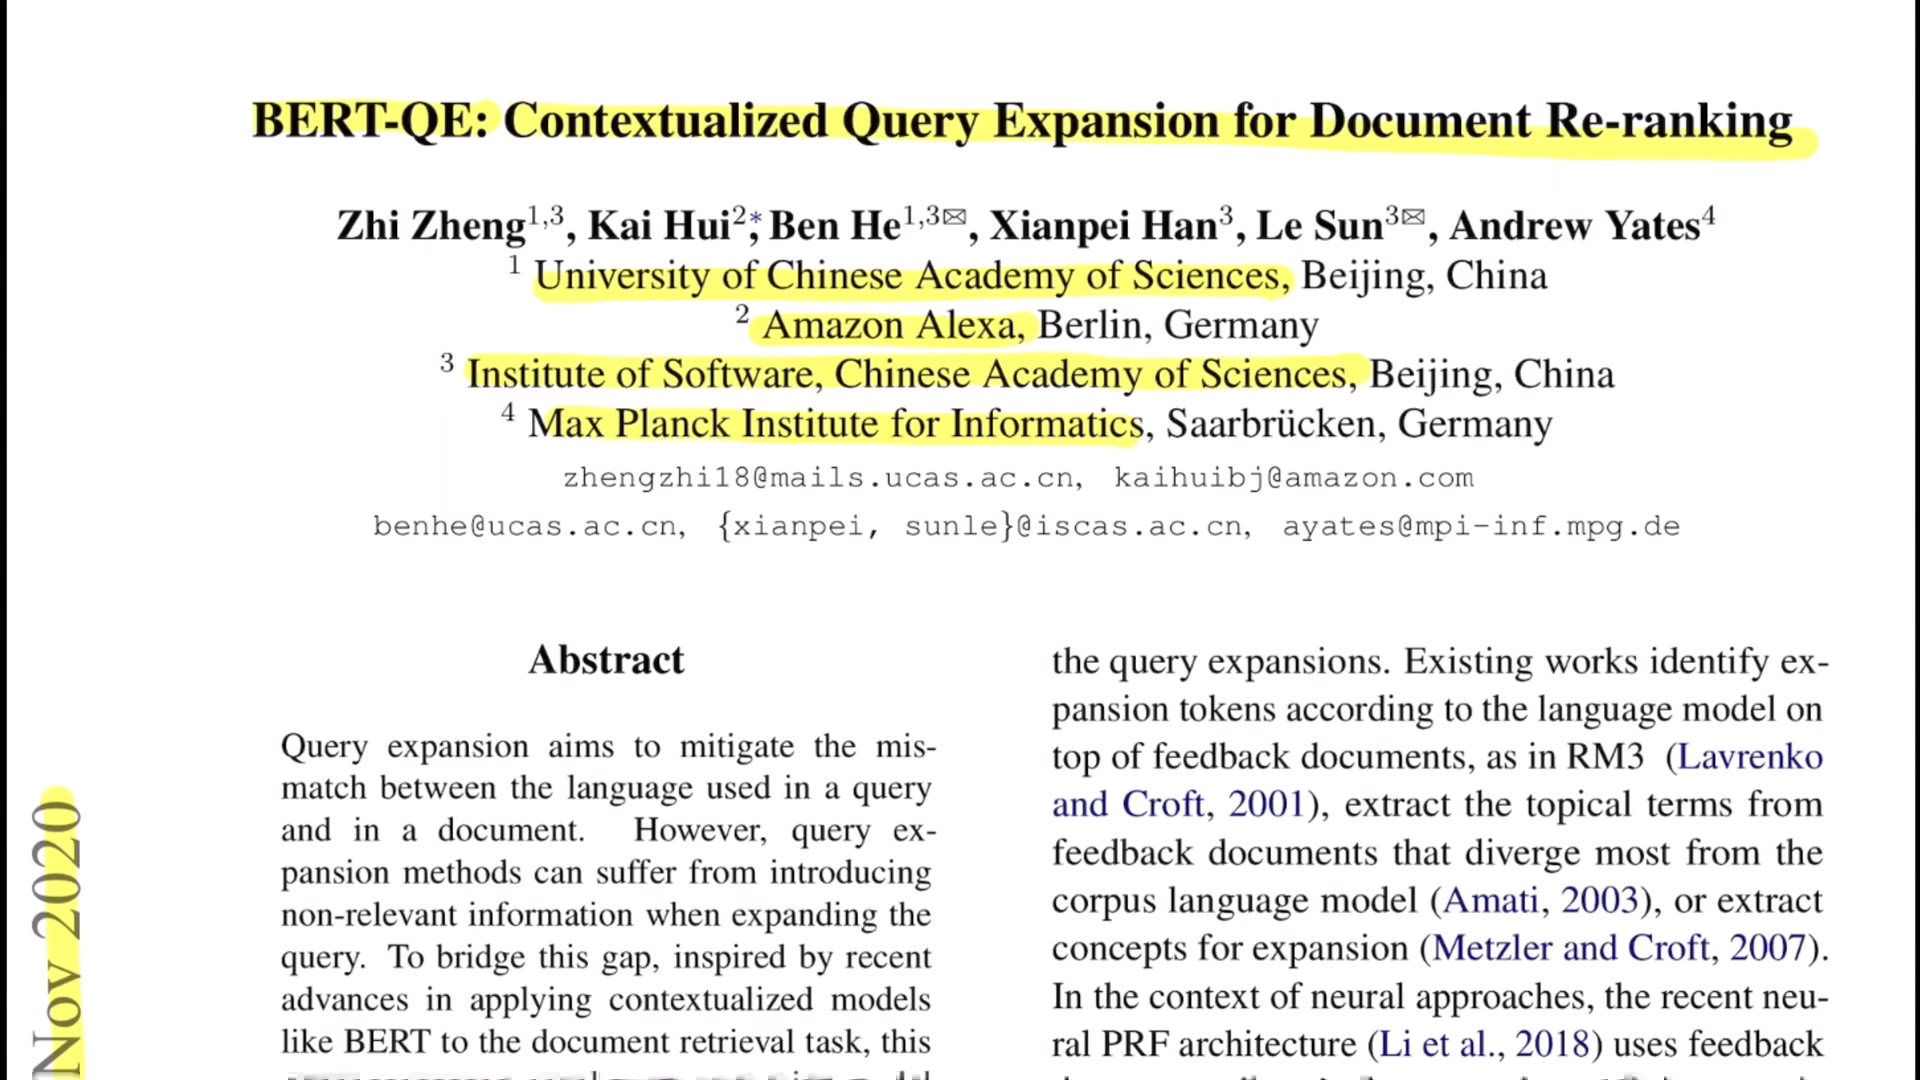 BERT-QE: Contextualized Query Expansion for Document Re-ranking
Zhi Zheng1,3, Kai Hui2*, Ben He1,3✉, Xianpei Han3, Le Sun3✉, Andrew Yates4
1 University of Chinese Academy of Sciences, Beijing, China
2 Amazon Alexa, Berlin, Germany
3 Institute of Software, Chinese Academy of Sciences, Beijing, China
4 Max Planck Institute for Informatics, Saarbrücken, Germany
zhengzhi18@mails.ucas.ac.cn, kaihuibj@amazon.com
benhe@ucas.ac.cn, {xianpei, sunle}@iscas.ac.cn, ayates@mpi-inf.mpg.de
Abstract
Query expansion aims to mitigate the mis-
match between the language used in a query
and in a document. However, query ex-
pansion methods can suffer from introducing
non-relevant information when expanding the
query. To bridge this gap, inspired by recent
advances in applying contextualized models
like BERT to the document retrieval task, this
the query expansions. Existing works identify ex-
pansion tokens according to the language model on
top of feedback documents, as in RM3 (Lavrenko
and Croft, 2001), extract the topical terms from
feedback documents that diverge most from the
corpus language model (Amati, 2003), or extract
concepts for expansion (Metzler and Croft, 2007).
In the context of neural approaches, the recent neu-
ral PRF architecture (Li et al., 2018) uses feedback
Nov 2020